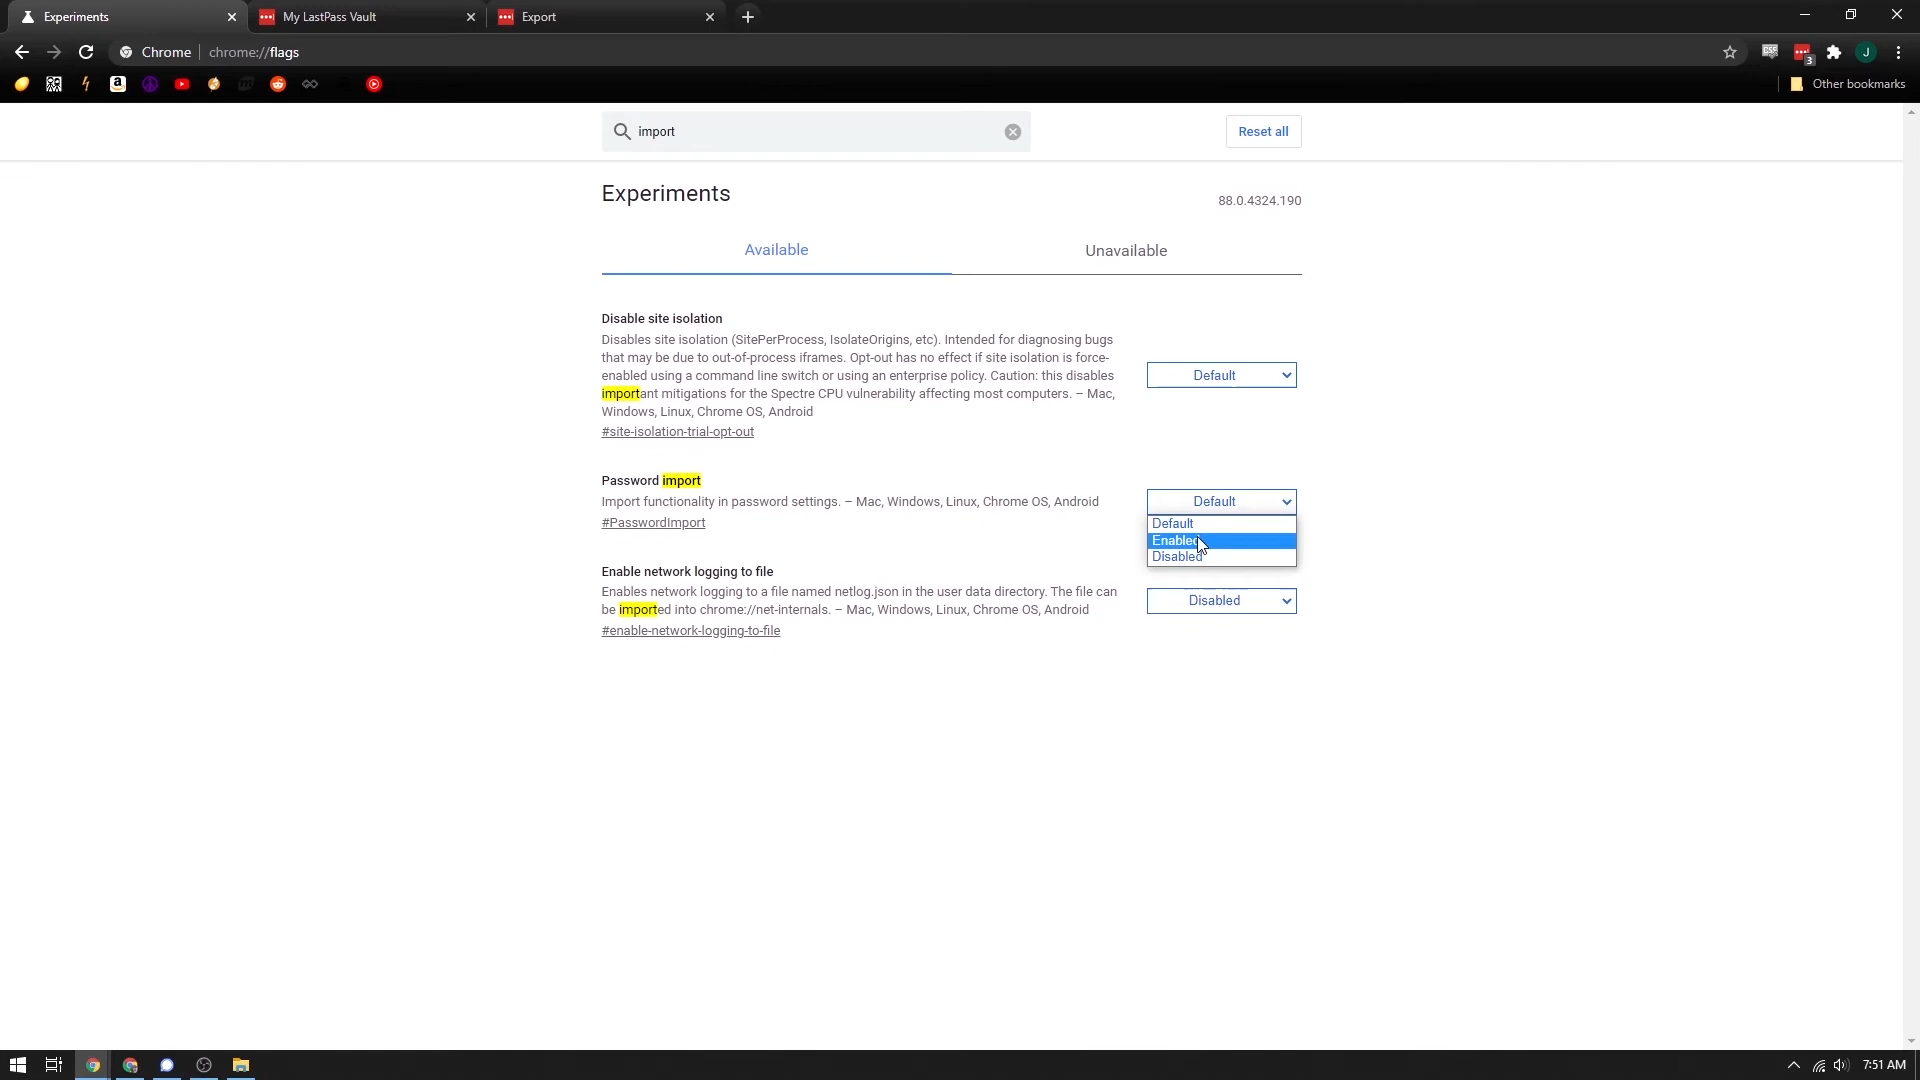 Experiments
My LastPass Vault
Export
Chrome
chrome://flags
3
J
Other bookmarks
import
Reset all
Experiments
88.0.4324.190
Available
Unavailable
Disable site isolation
Disables site isolation (SitePerProcess, IsolateOrigins, etc). Intended for diagnosing bugs
that may be due to out-of-process iframes. Opt-out has no effect if site isolation is force-
enabled using a command line switch or using an enterprise policy. Caution: this disables
important mitigations for the Spectre CPU vulnerability affecting most computers. – Mac,
Windows, Linux, Chrome OS, Android
#site-isolation-trial-opt-out
Default
Password import
Import functionality in password settings. – Mac, Windows, Linux, Chrome OS, Android
#PasswordImport
Default
Default
Enabled
Disabled
Enable network logging to file
Enables network logging to a file named netlog.json in the user data directory. The file can
be imported into chrome://net-internals. – Mac, Windows, Linux, Chrome OS, Android
#enable-network-logging-to-file
Disabled
7:51 AM